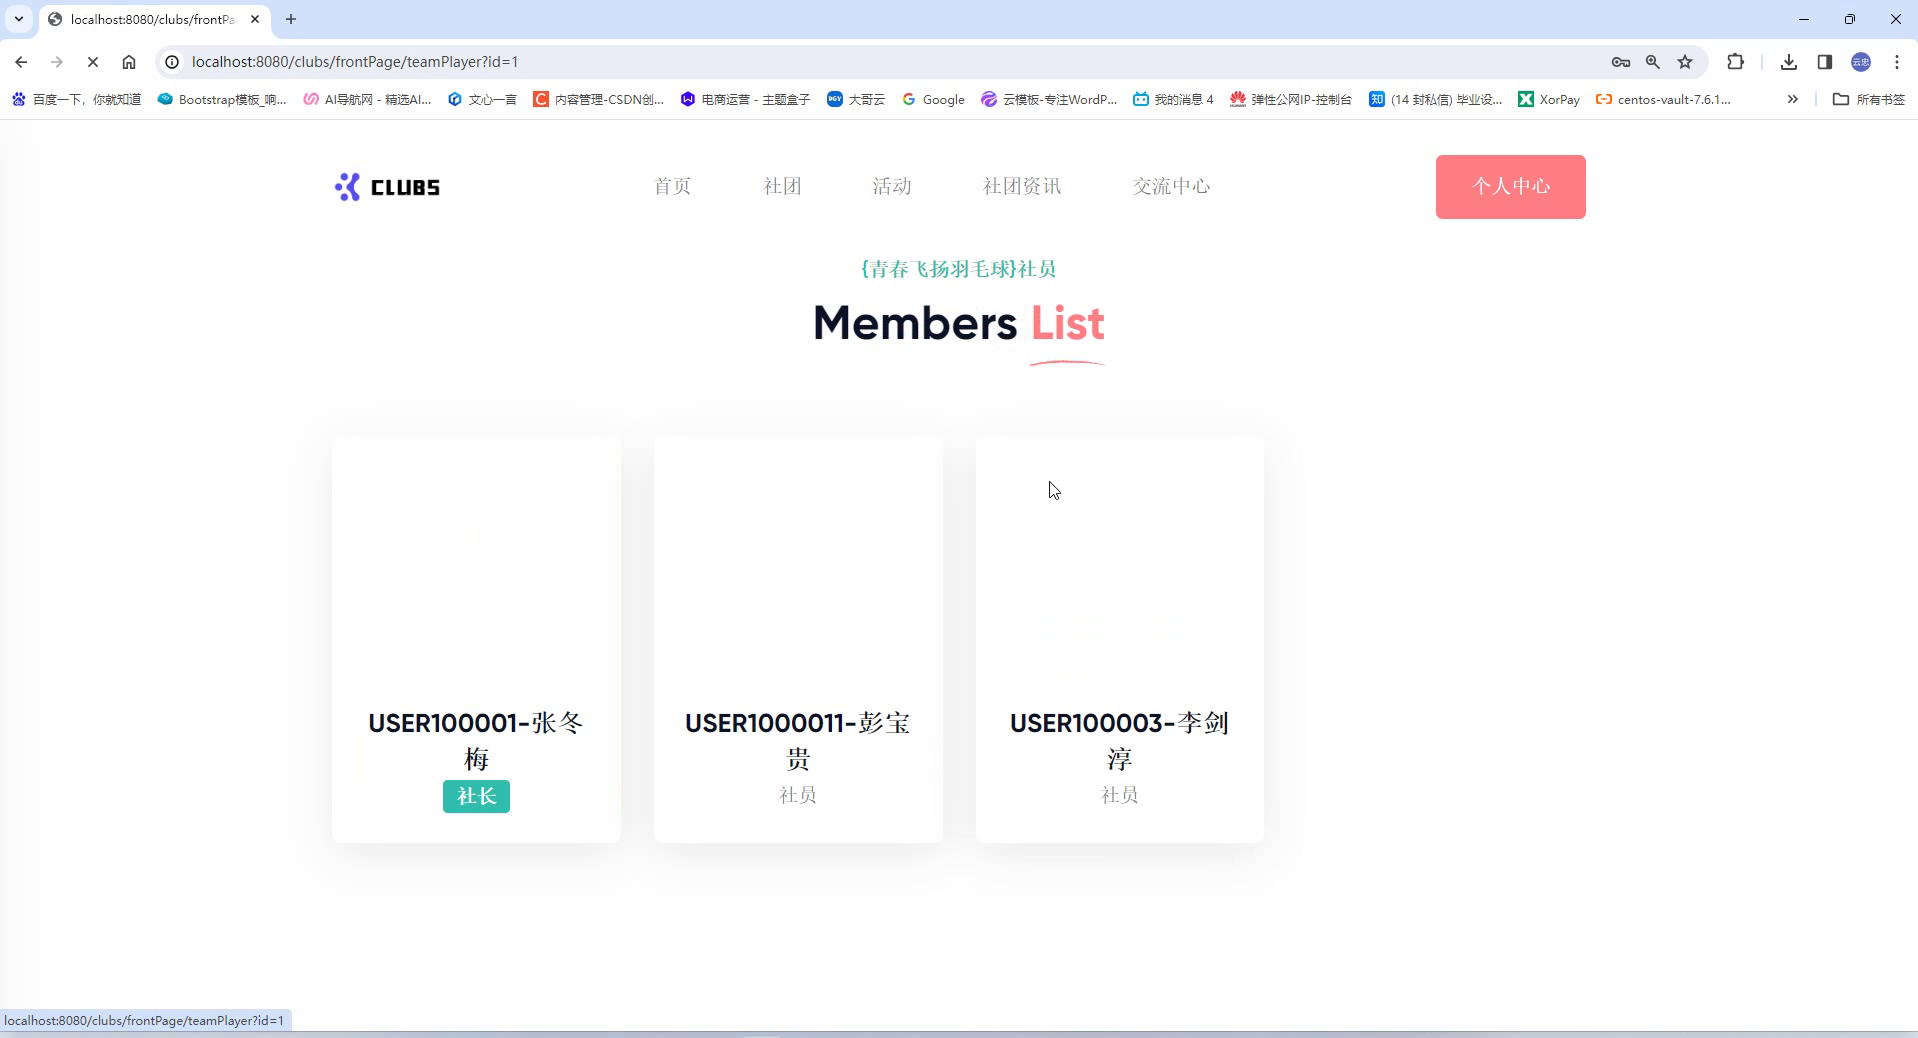 localhost:8080/clubs/frontPa
localhost:8080/clubs/frontPage/teamPlayer?id=1
云忠
百度一下，你就知道
Bootstrap模板_响...
AI导航网 - 精选AI...
文心一言
内容管理-CSDN创...
电商运营 - 主题盒子
DGY
大哥云
Google
云模板-专注WordP...
我的消息 4
弹性公网IP-控制台
知
(14 封私信) 毕业设...
XorPay
centos-vault-7.6.1...
所有书签
CLUBS
首页
社团
活动
社团资讯
交流中心
个人中心
{青春飞扬羽毛球}社员
Members List
USER100001-张冬
梅
社长
USER1000011-彭宝
贵
社员
USER100003-李剑
淳
社员
localhost:8080/clubs/frontPage/teamPlayer?id=1